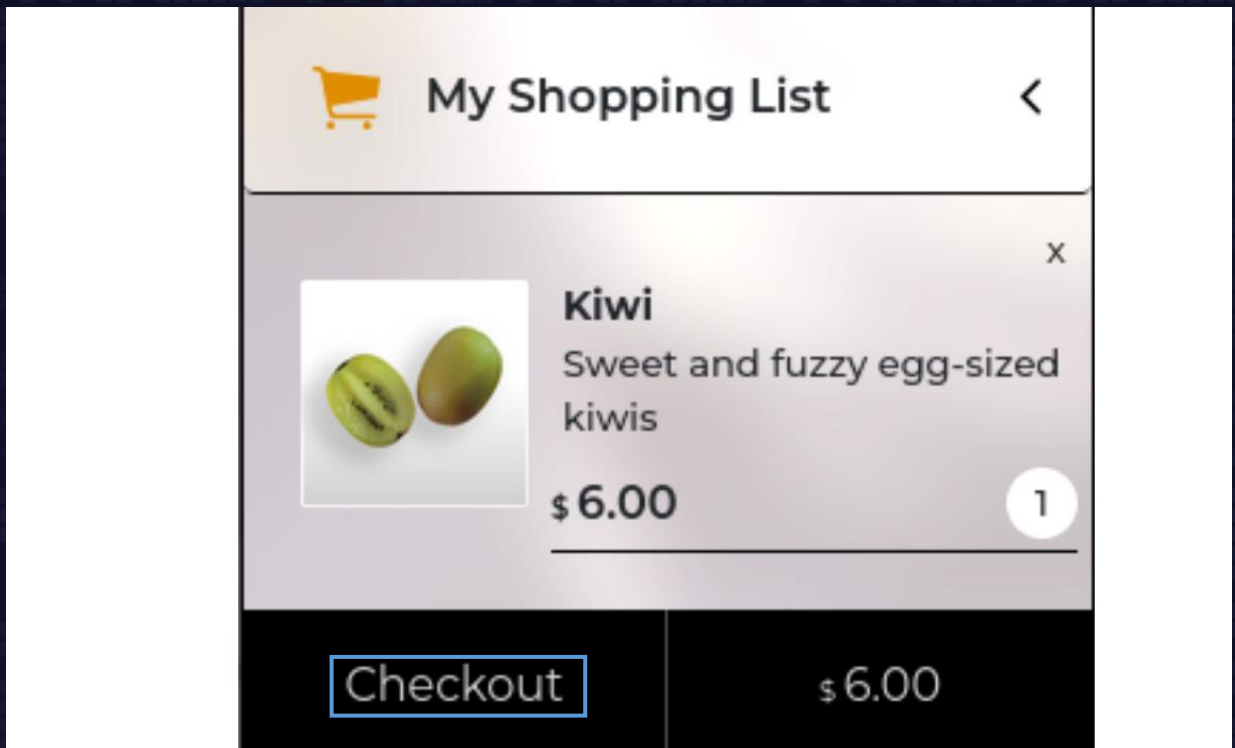 My Shopping List
x
Kiwi
Sweet and fuzzy egg-sized
kiwis
$ 6.00
1
Checkout
$ 6.00